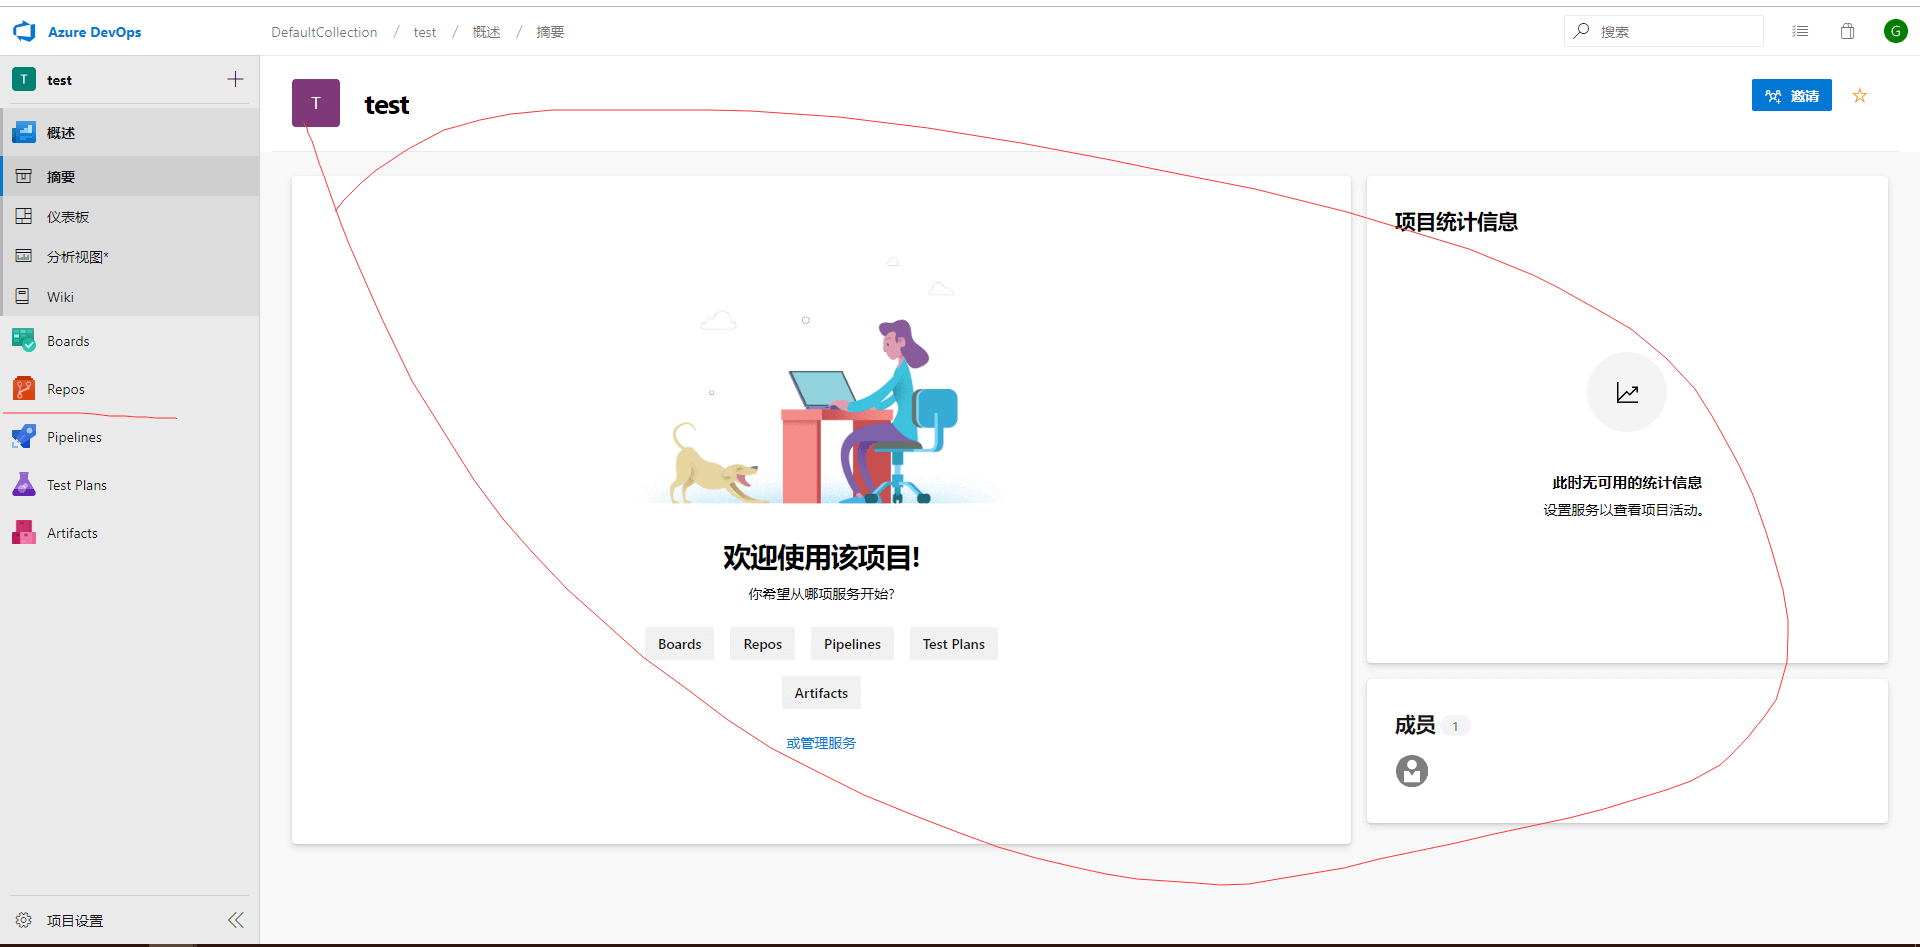 Azure DevOps
DefaultCollection / test / 概述 / 摘要
搜索
G
T test
概述
摘要
仪表板
分析视图*
Wiki
Boards
Repos
Pipelines
Test Plans
Artifacts
项目设置
T test
邀请
欢迎使用该项目!
你希望从哪项服务开始?
Boards Repos Pipelines Test Plans
Artifacts
或管理服务
项目统计信息
此时无可用的统计信息
设置服务以查看项目活动。
成员 1